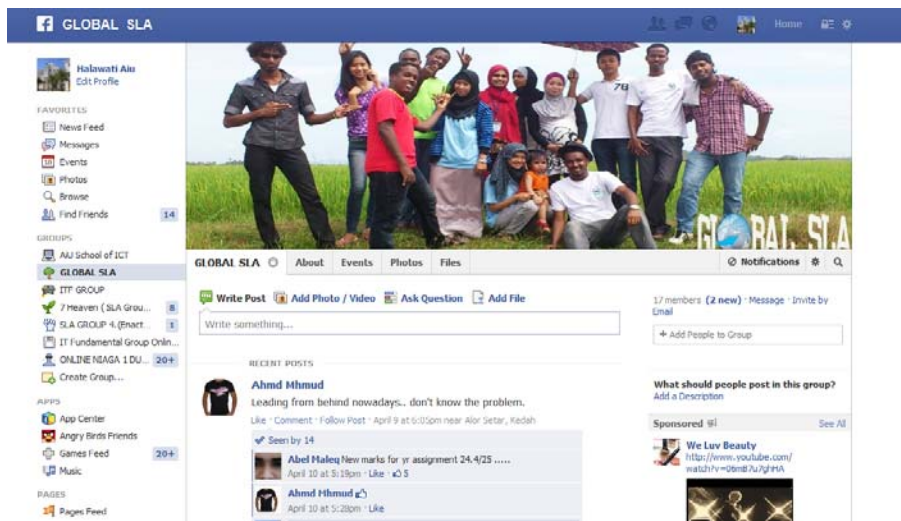 GLOBAL SLA
Home
Halawati Aiu
Edit Profile
FAVORITES
News Feed
Messages
Events
Photos
Browse
Find Friends 14
GROUPS
AIU School of ICT
GLOBAL SLA
ITF GROUP
7 Heaven ( SLA Grou... 8
SLA GROUP 4.(Enact... 1
IT Fundamental Group Onlin...
ONLINE NIAGA 1 DU... 20+
Create Group...
APPS
App Center
Angry Birds Friends
Games Feed 20+
Music
PAGES
Pages Feed
78
GLOBAL SLA
GLOBAL SLA About Events Photos Files Notifications
Write Post Add Photo / Video Ask Question Add File
Write something...
RECENT POSTS
Ahmd Mhmud
Leading from behind nowadays.. don't know the problem.
Like · Comment · Follow Post · April 9 at 6:05pm near Alor Setar, Kedah
Seen by 14
Abel Maleq New marks for yr assignment 24.4/25 .....
April 10 at 5:19pm · Like · 5
Ahmd Mhmud
April 10 at 5:28pm · Like
17 members (2 new) · Message · Invite by
Email
+ Add People to Group
What should people post in this group?
Add a Description
Sponsored See All
We Luv Beauty
http://www.youtube.com/